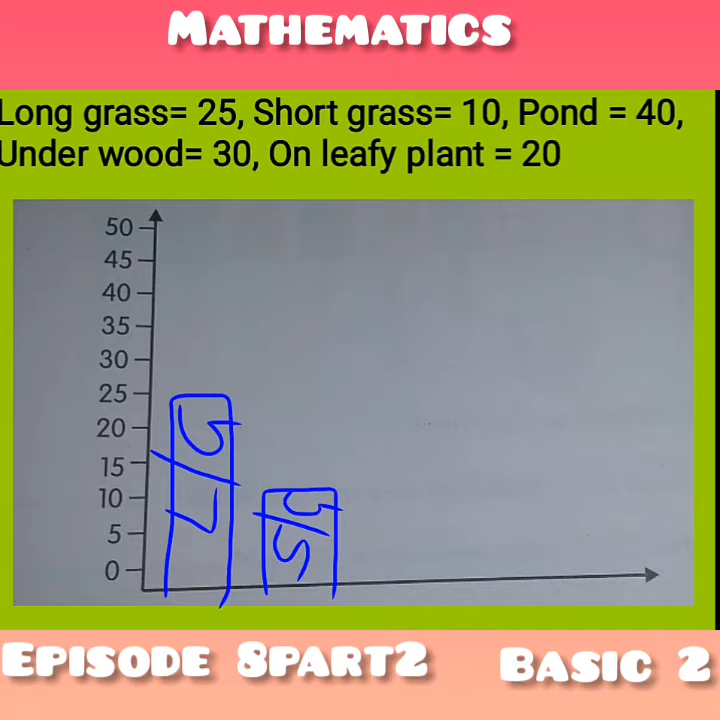 MATHEMATICS
Long grass= 25, Short grass= 10, Pond = 40,
Under wood= 30, On leafy plant = 20
50
45
40
35
30
25
20
15
10
5
0
L/G
S/G
EPISODE 8PART2
BASIC 2